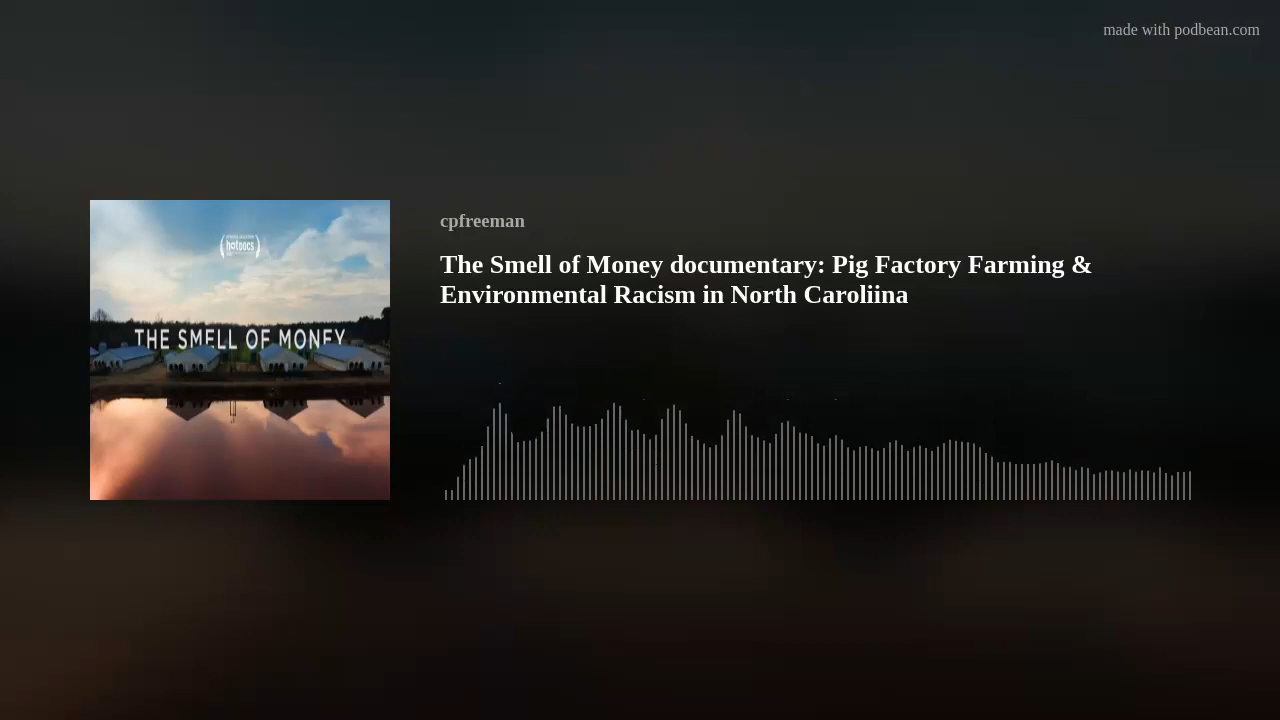 made with podbean.com
cpfreeman
The Smell of Money documentary: Pig Factory Farming &
Environmental Racism in North Caroliina
hotDOCS
THE SMELL OF MONEY